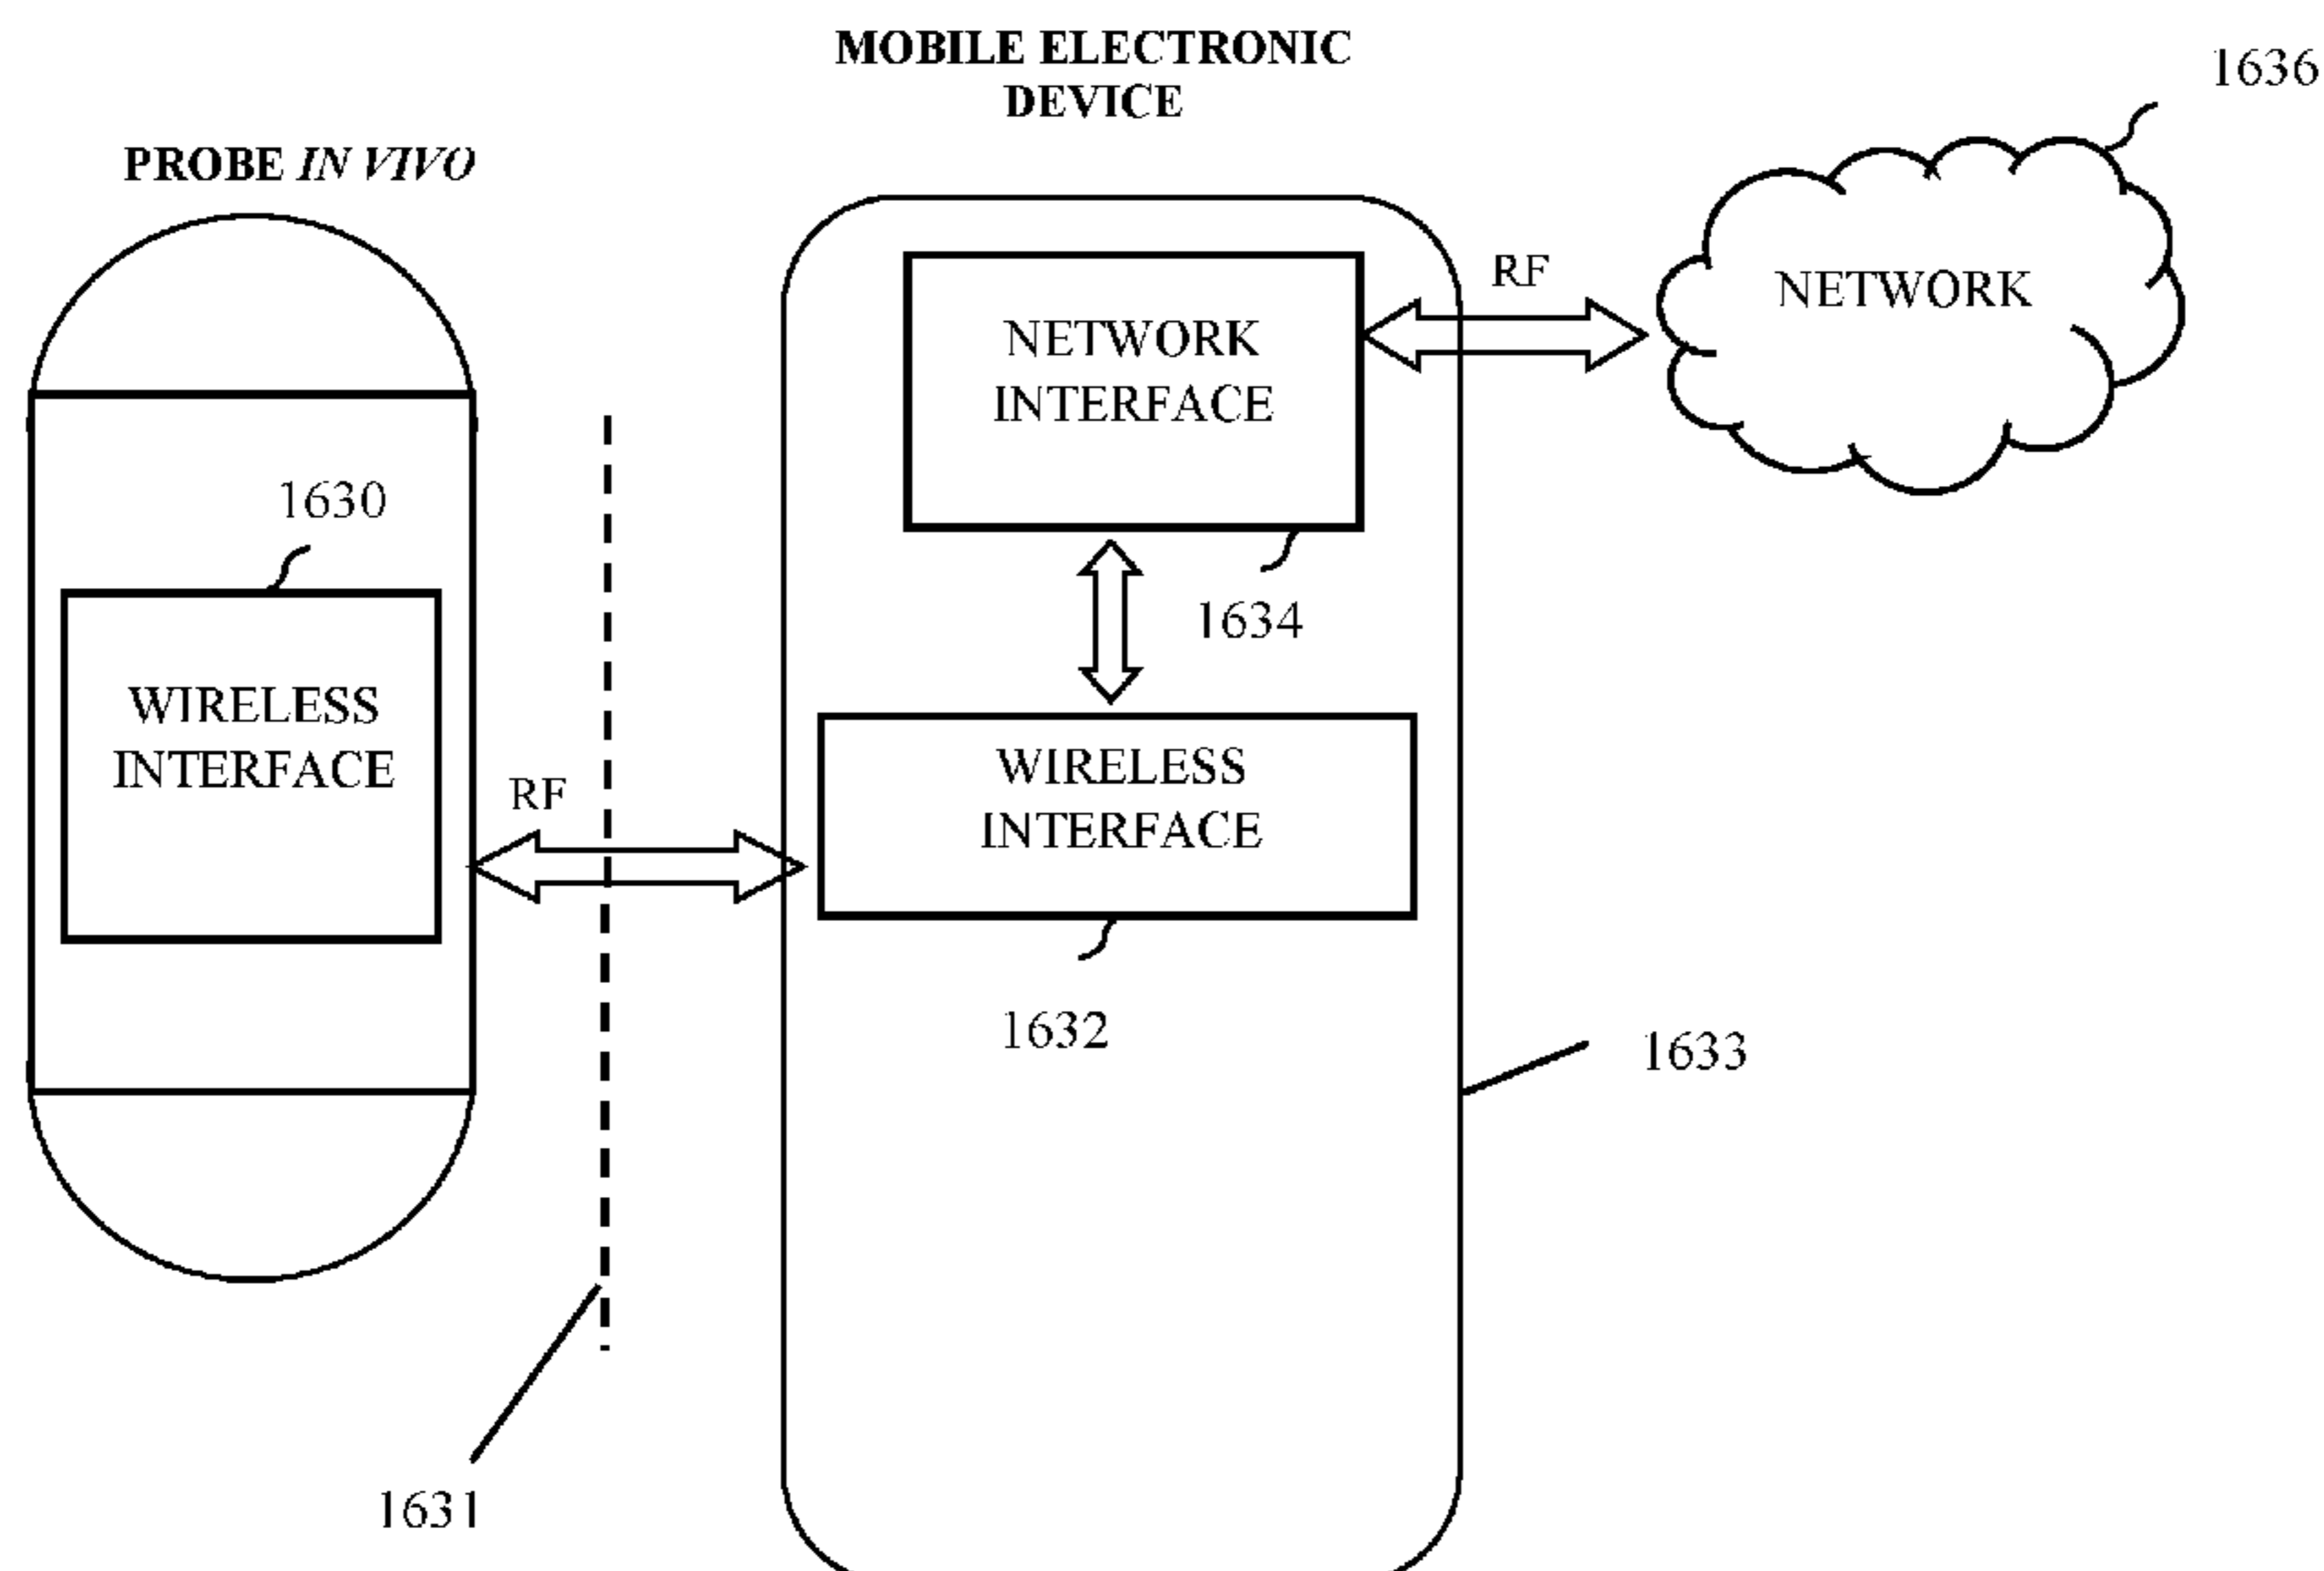 MOBILE ELECTRONIC
DEVICE
1636
PROBE IN VIVO
RF
NETWORK
NETWORK
INTERFACE
1630
1634
WIRELESS
INTERFACE
WIRELESS
INTERFACE
RF
1632
1633
1631